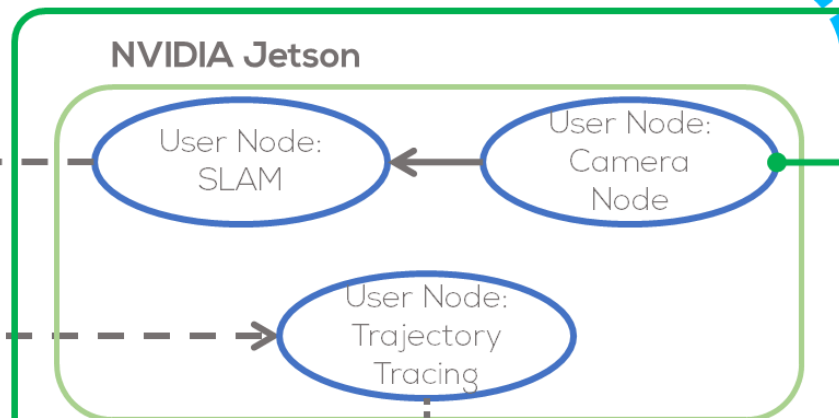 NVIDIA Jetson
User Node:
SLAM
User Node:
Camera
Node
User Node:
Trajectory
Tracing